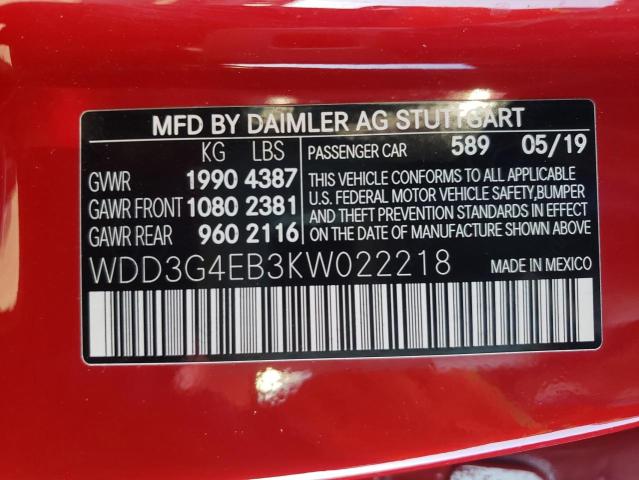 MFD BY DAIMLER AG STUTTGART
KG LBS
PASSENGER CAR 589 05/19
GVWR 1990 4387
GAWR FRONT 1080 2381
GAWR REAR 960 2116
THIS VEHICLE CONFORMS TO ALL APPLICABLE
U.S. FEDERAL MOTOR VEHICLE SAFETY,BUMPER
AND THEFT PREVENTION STANDARDS IN EFFECT
ON THE DATE OF MANUFACTURE SHOWN ABOVE
WDD3G4EB3KW022218 MADE IN MEXICO